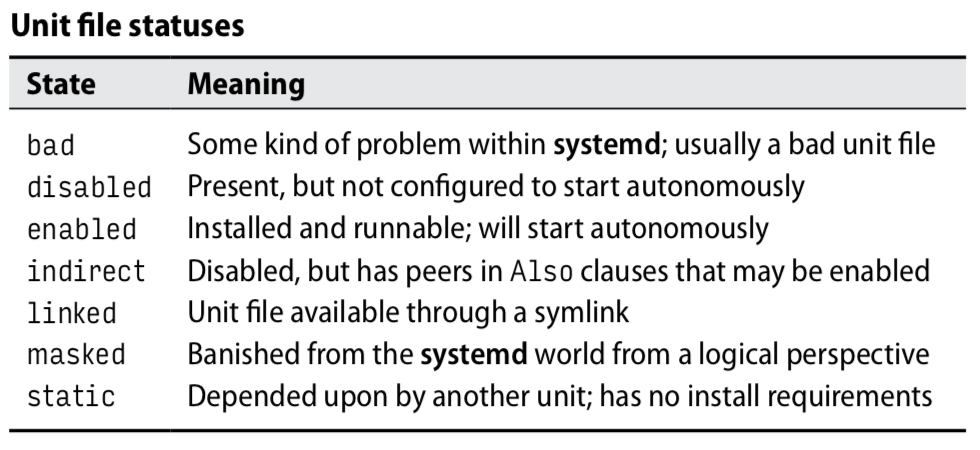 Unit file statuses
State Meaning
bad Some kind of problem within systemd; usually a bad unit file
disabled Present, but not configured to start autonomously
enabled Installed and runnable; will start autonomously
indirect Disabled, but has peers in Also clauses that may be enabled
linked Unit file available through a symlink
masked Banished from the systemd world from a logical perspective
static Depended upon by another unit; has no install requirements